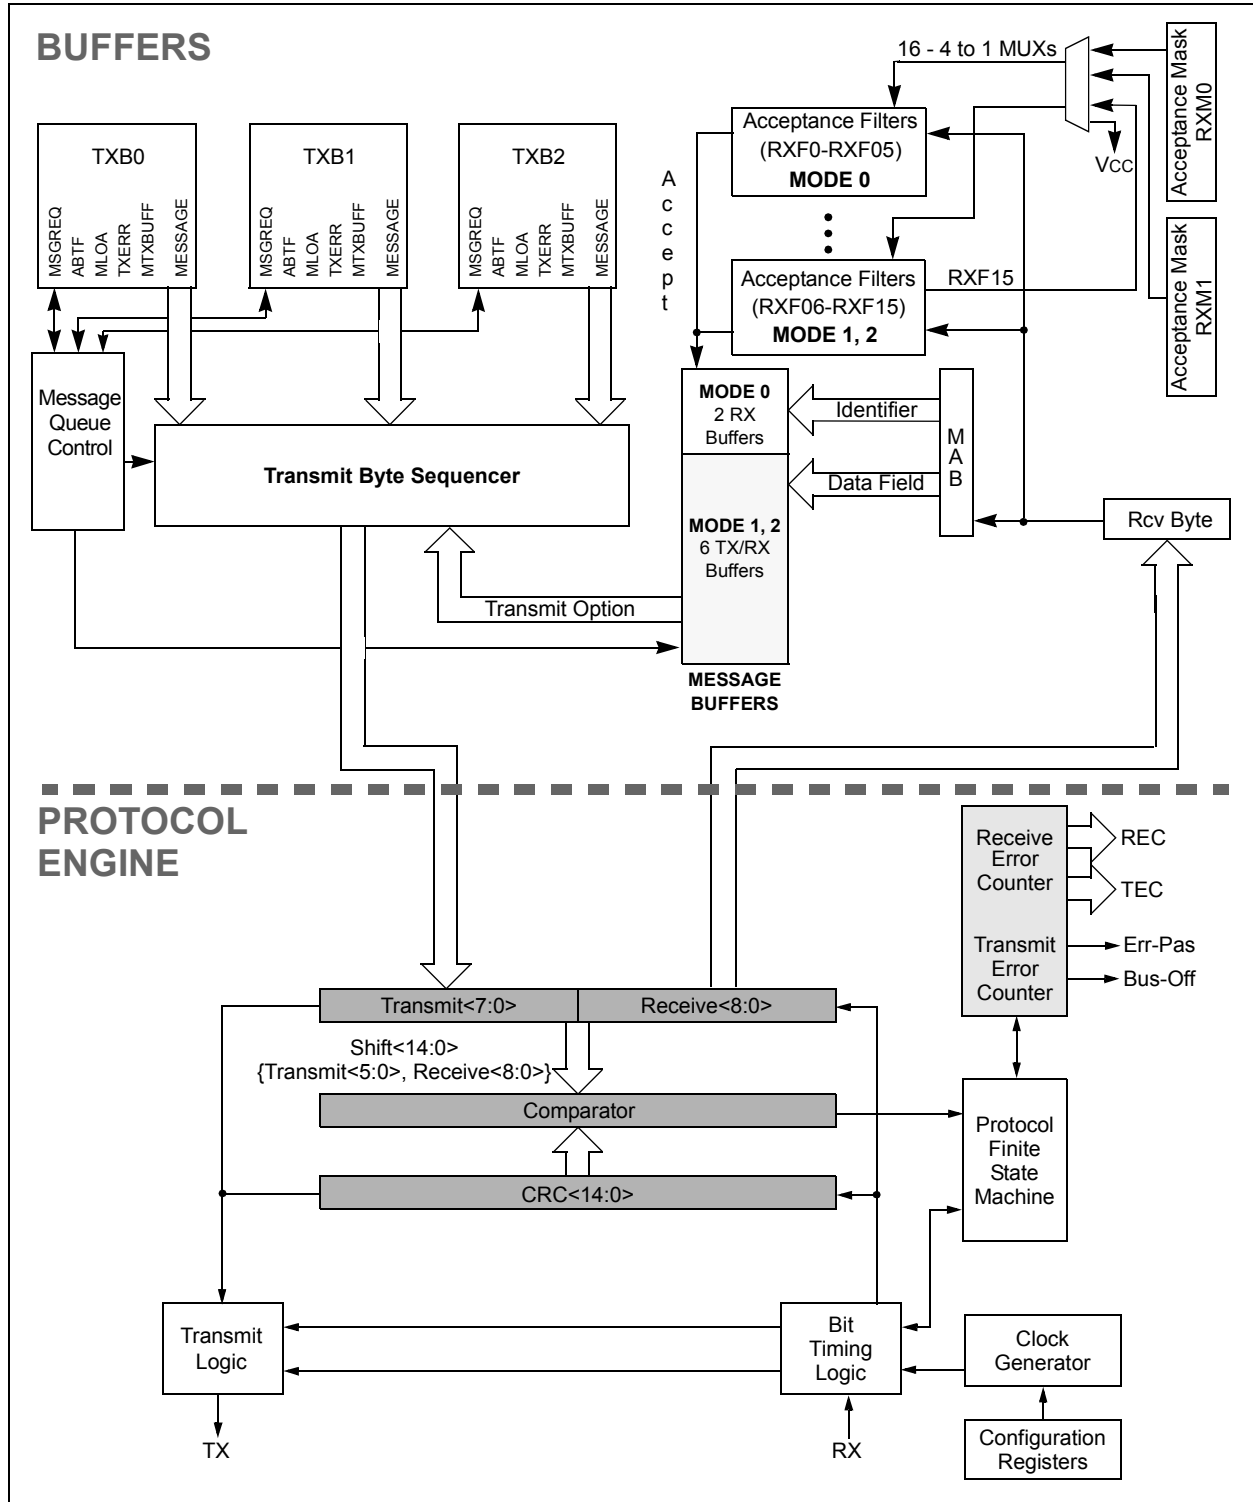 BUFFERS
16 - 4 to 1 MUXs
Acceptance Mask
RXM0
VCC
Acceptance Filters
(RXF0-RXF05)
MODE 0
TXB0
MSGREQ
ABTF
MLOA
TXERR
MTXBUFF
MESSAGE
TXB1
MSGREQ
ABTF
MLOA
TXERR
MTXBUFF
MESSAGE
TXB2
MSGREQ
ABTF
MLOA
TXERR
MTXBUFF
MESSAGE
Accept
Acceptance Filters
(RXF06-RXF15)
MODE 1, 2
RXF15
Acceptance Mask
RXM1
Message
Queue
Control
Transmit Byte Sequencer
MODE 0
2 RX
Buffers
Identifier
Data Field
MAB
Rcv Byte
MODE 1, 2
6 TX/RX
Buffers
Transmit Option
MESSAGE
BUFFERS
PROTOCOL
ENGINE
Receive
Error
Counter
REC
TEC
Transmit
Error
Counter
Err-Pas
Bus-Off
Transmit<7:0>
Receive<8:0>
Shift<14:0>
{Transmit<5:0>, Receive<8:0>}
Comparator
CRC<14:0>
Protocol
Finite
State
Machine
Transmit
Logic
Bit
Timing
Logic
Clock
Generator
TX
RX
Configuration
Registers